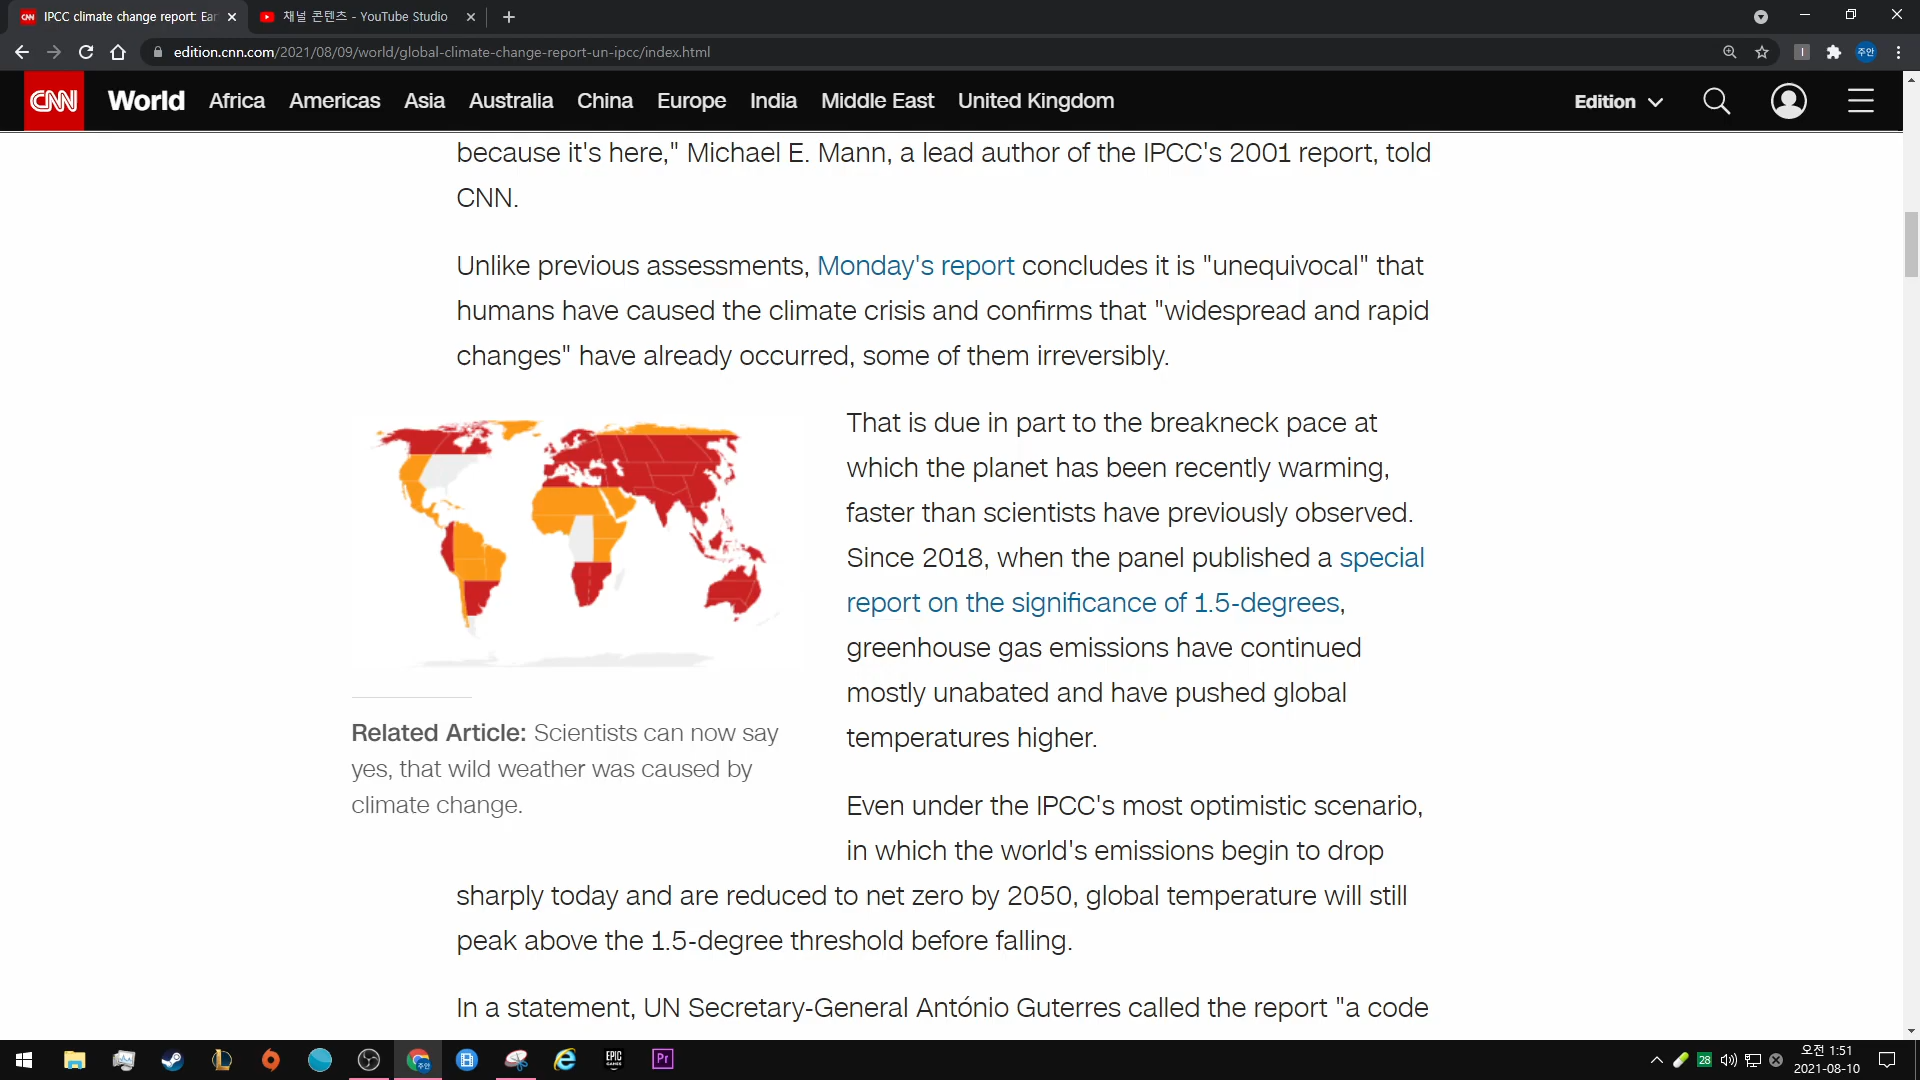 IPCC climate change report: Ear
채널 콘텐츠 - YouTube Studio
edition.cnn.com/2021/08/09/world/global-climate-change-report-un-ipcc/index.html
주안
CNN World Africa Americas Asia Australia China Europe India Middle East United Kingdom Edition
because it's here," Michael E. Mann, a lead author of the IPCC's 2001 report, told
CNN.
Unlike previous assessments, Monday's report concludes it is "unequivocal" that
humans have caused the climate crisis and confirms that "widespread and rapid
changes" have already occurred, some of them irreversibly.
That is due in part to the breakneck pace at
which the planet has been recently warming,
faster than scientists have previously observed.
Since 2018, when the panel published a special
report on the significance of 1.5-degrees,
greenhouse gas emissions have continued
mostly unabated and have pushed global
temperatures higher.
Related Article: Scientists can now say
yes, that wild weather was caused by
climate change.
Even under the IPCC's most optimistic scenario,
in which the world's emissions begin to drop
sharply today and are reduced to net zero by 2050, global temperature will still
peak above the 1.5-degree threshold before falling.
In a statement, UN Secretary-General António Guterres called the report "a code
주안
EPIC
GAMES
Pr
28
오전 1:51
2021-08-10